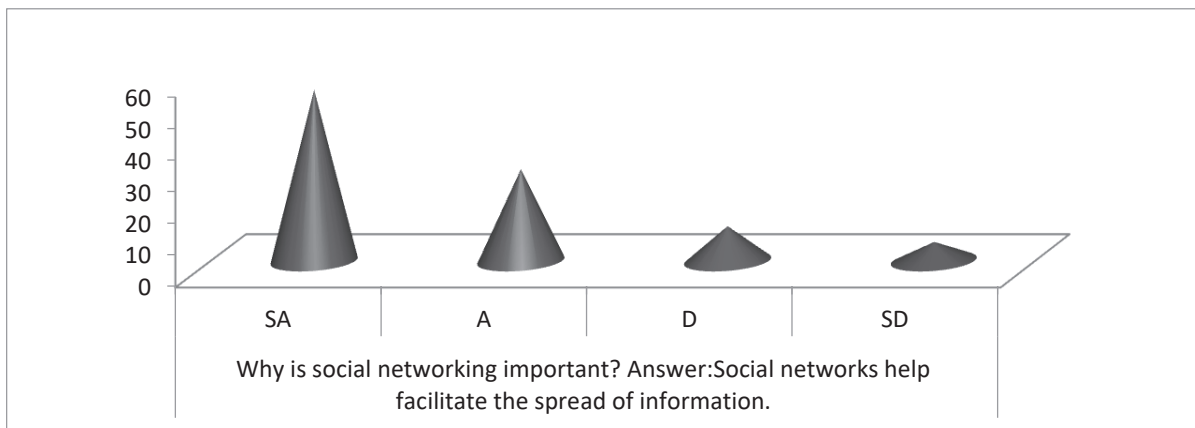 60
50
40
30
20
10
0
SA
A
D
SD
Why is social networking important? Answer:Social networks help
facilitate the spread of information.